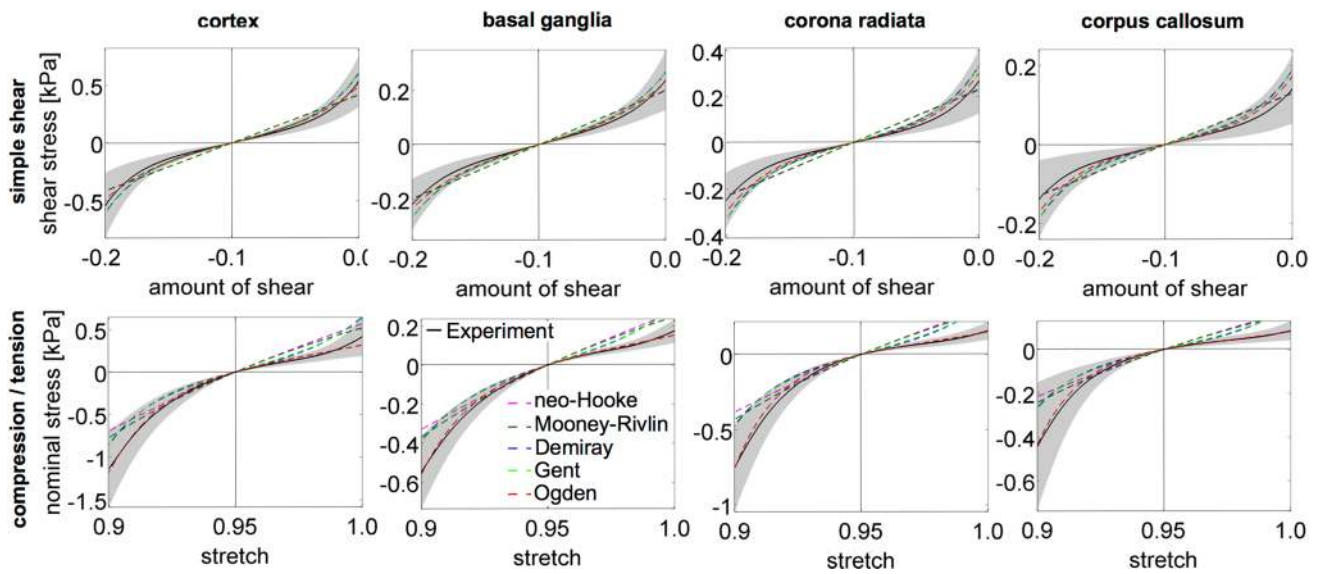 cortex
basal ganglia
corona radiata
corpus callosum
simple shear
shear stress [kPa]
0.5
0
-0.5
-0.2
-0.1
0.0
amount of shear
0.2
0
-0.2
-0.2
-0.1
0.0
amount of shear
0.4
0.2
0
-0.2
-0.4
-0.2
-0.1
0.0
amount of shear
0.2
0
-0.2
-0.2
-0.1
0.0
amount of shear
compression / tension
nominal stress [kPa]
0.5
0
-0.5
-1
-1.5
0.9
0.95
1.0
stretch
0.2
0
-0.2
-0.4
-0.6
Experiment
neo-Hooke
Mooney-Rivlin
Demiray
Gent
Ogden
0.9
0.95
1.0
stretch
0
-0.5
-1
0.9
0.95
1.0
stretch
0
-0.2
-0.4
-0.6
0.9
0.95
1.0
stretch